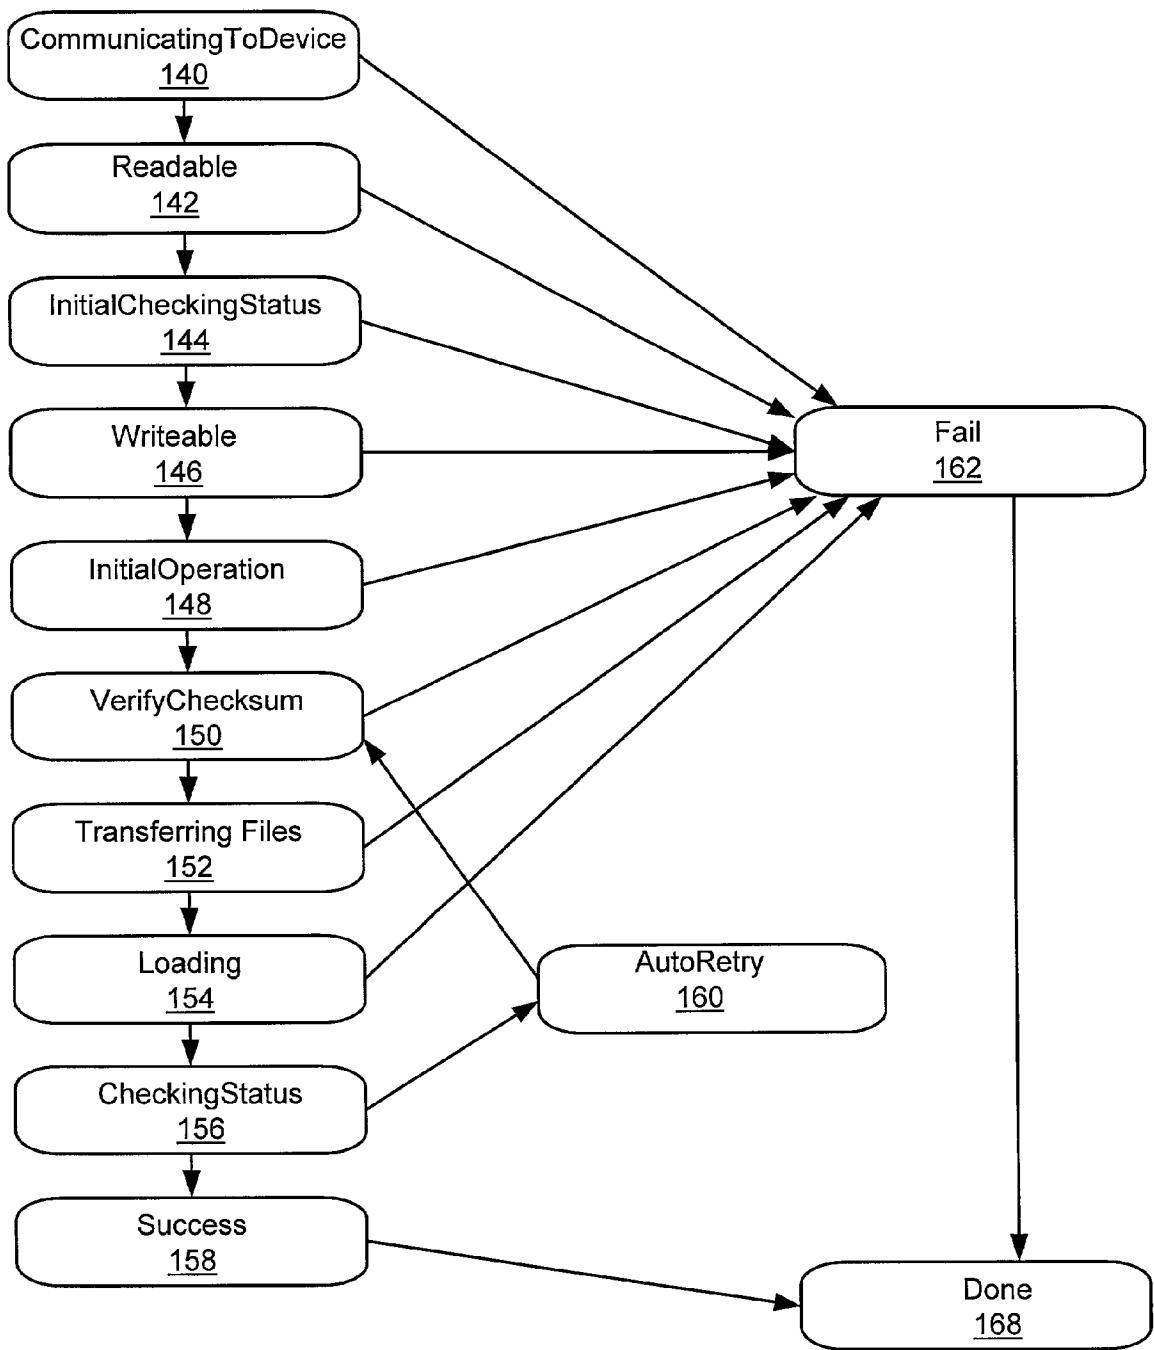 CommunicatingToDevice
140
Readable
142
InitialCheckingStatus
144
Writeable
146
Fail
162
InitialOperation
148
VerifyChecksum
150
Transferring Files
152
Loading
154
AutoRetry
160
CheckingStatus
156
Success
158
Done
168